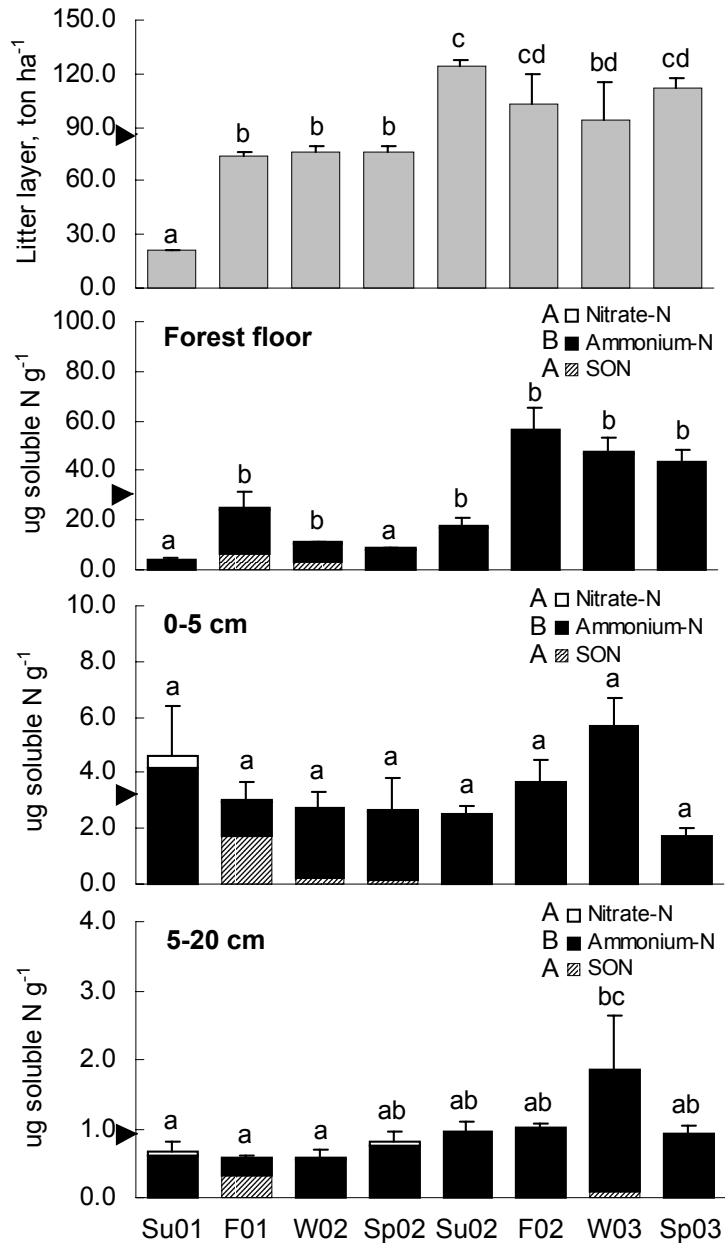 Litter layer, ton ha⁻¹
150.0
120.0
90.0
60.0
30.0
0.0
a
b
b
b
c
cd
bd
cd
ug soluble N g⁻¹
100.0
80.0
60.0
40.0
20.0
0.0
Forest floor
A Nitrate-N
B Ammonium-N
A SON
a
b
b
a
b
b
b
b
ug soluble N g⁻¹
10.0
8.0
6.0
4.0
2.0
0.0
0-5 cm
A Nitrate-N
B Ammonium-N
A SON
a
a
a
a
a
a
a
a
ug soluble N g⁻¹
4.0
3.0
2.0
1.0
0.0
5-20 cm
A Nitrate-N
B Ammonium-N
A SON
a
a
a
ab
ab
ab
bc
ab
Su01 F01 W02 Sp02 Su02 F02 W03 Sp03